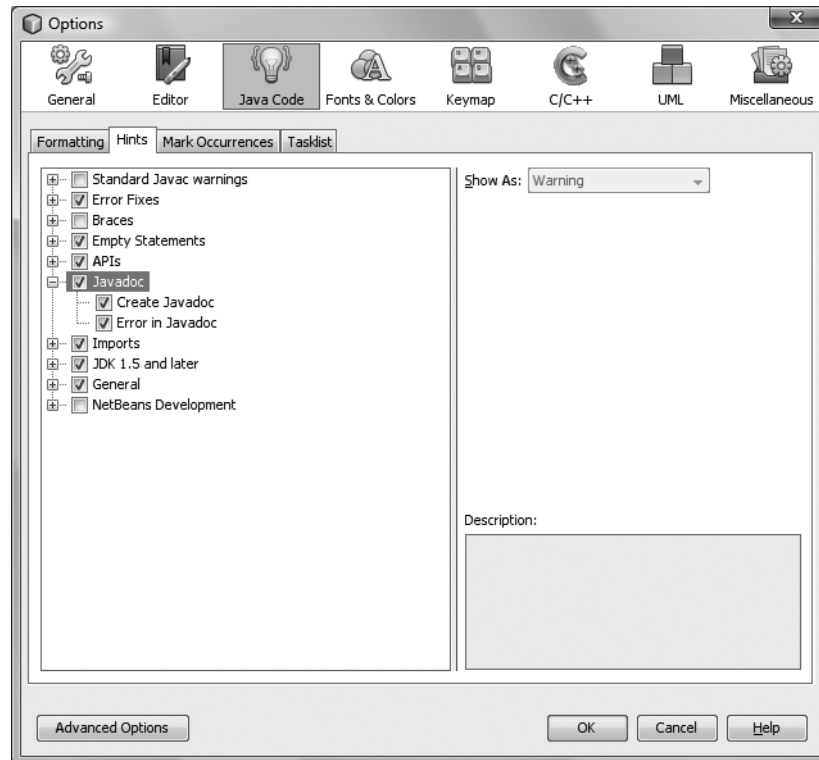 Options
X
General Editor Java Code Fonts & Colors Keymap C/C++ UML Miscellaneous
Formatting Hints Mark Occurrences Tasklist
Standard Javac warnings
Error Fixes
Braces
Empty Statements
APIs
Javadoc
Create Javadoc
Error in Javadoc
Imports
JDK 1.5 and later
General
NetBeans Development
Show As: Warning
Description:
Advanced Options OK Cancel Help